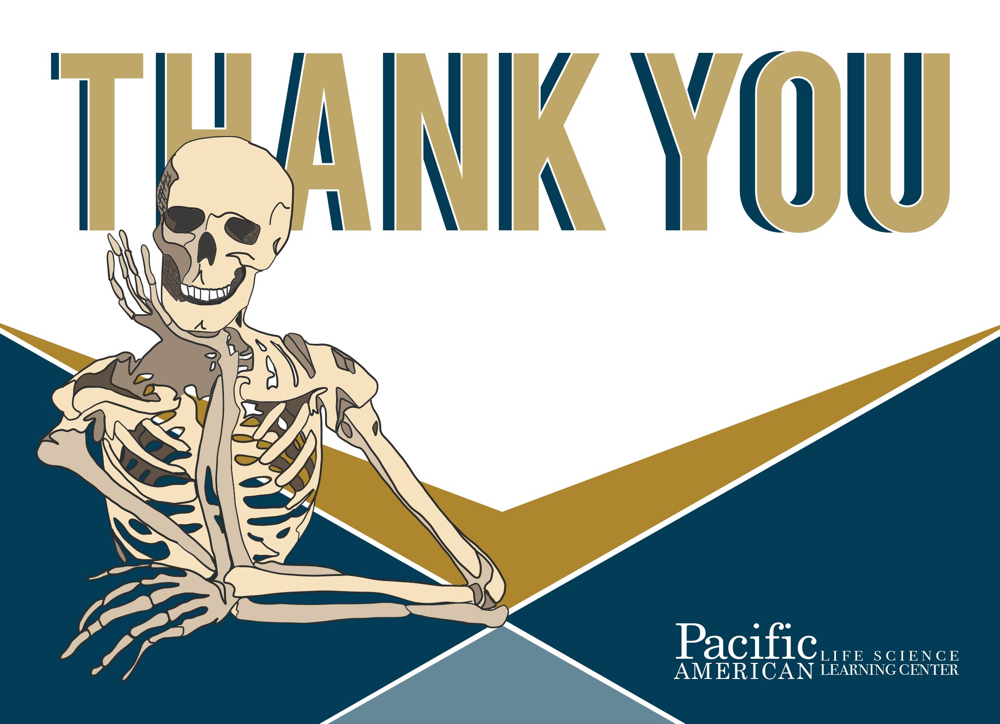 THANK YOU
Pacific
AMERICAN
LIFE SCIENCE
LEARNING CENTER